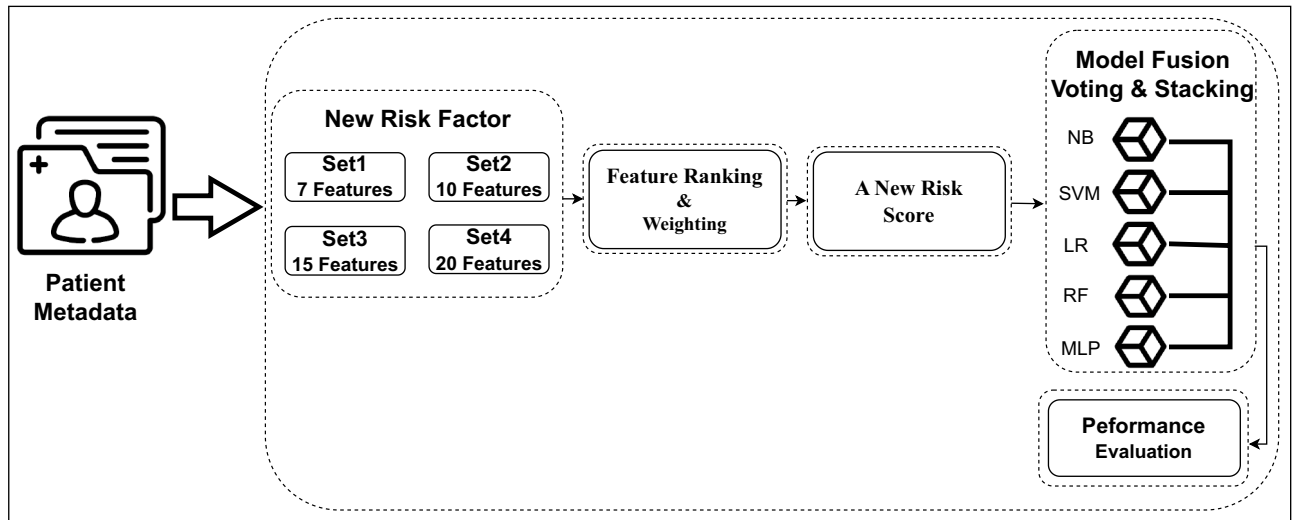 Patient
Metadata
New Risk Factor
Set1
7 Features
Set2
10 Features
Set3
15 Features
Set4
20 Features
Feature Ranking
&
Weighting
A New Risk
Score
Model Fusion
Voting & Stacking
NB
SVM
LR
RF
MLP
Peformance
Evaluation